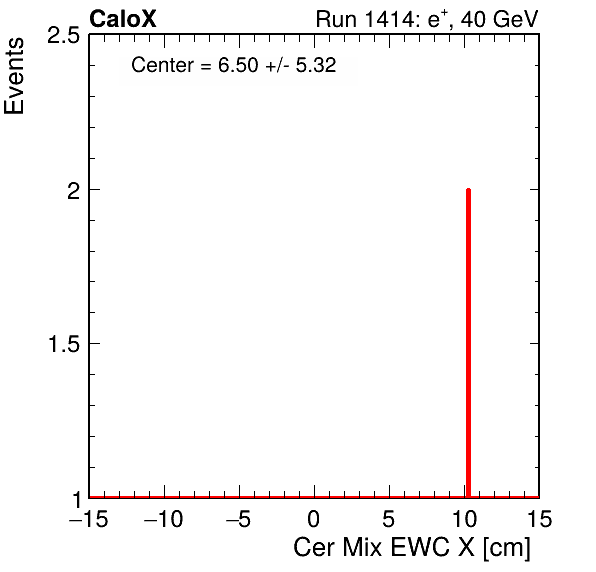 CaloX
Run 1414: e+, 40 GeV
Events
Center = 6.50 +/- 5.32
2.5
2
1.5
1
−15 −10 −5 0 5 10 15
Cer Mix EWC X [cm]